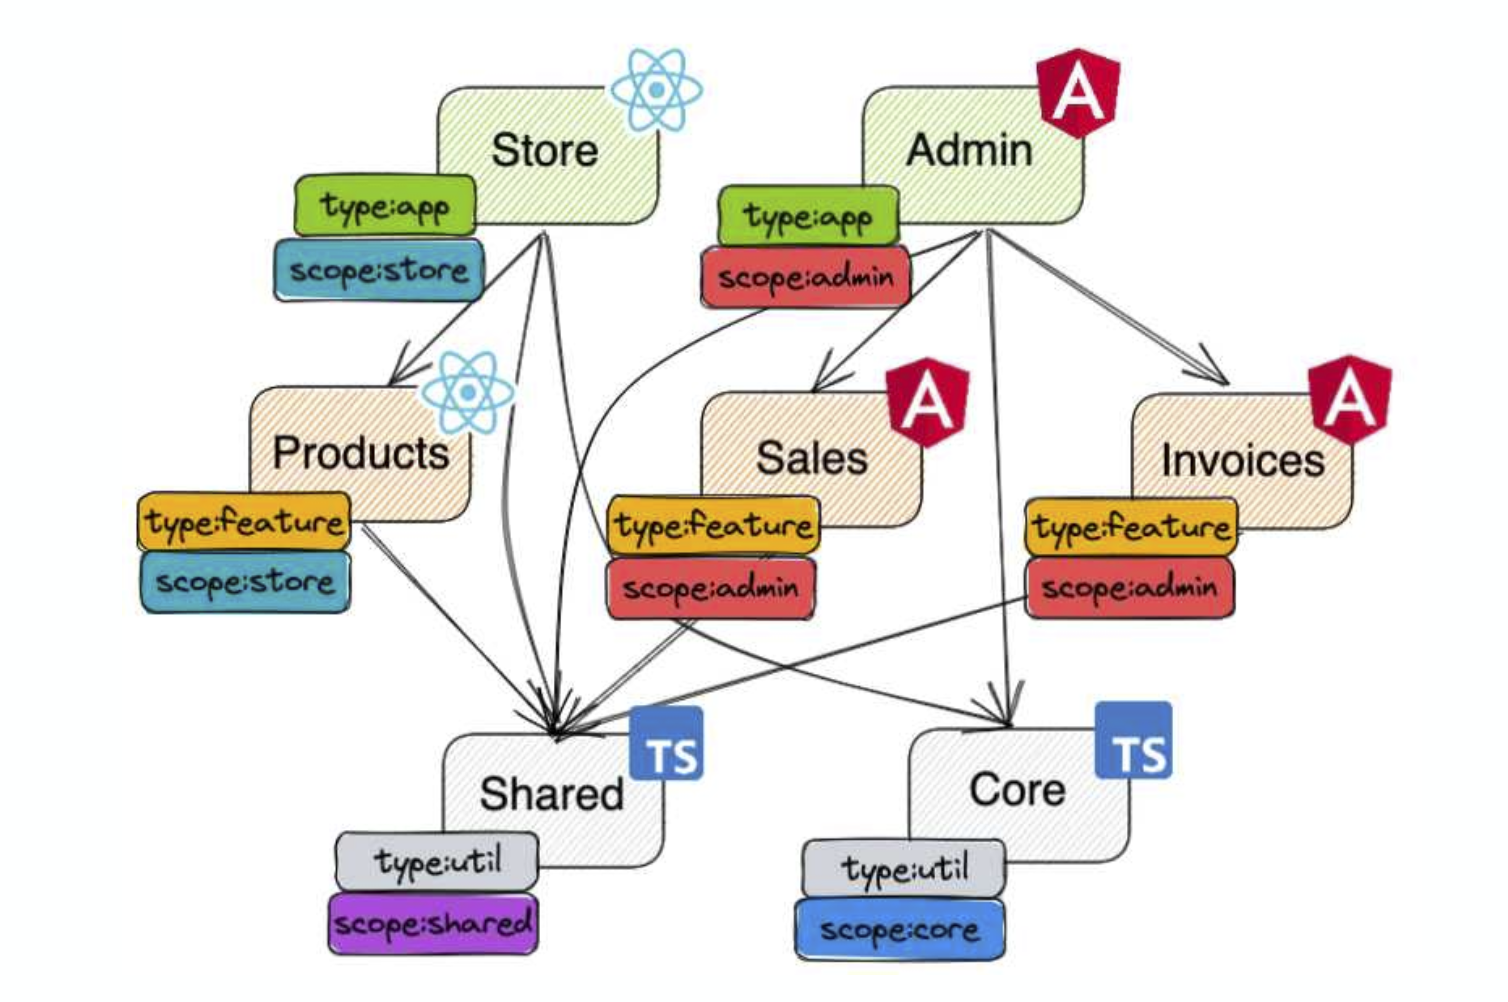 Store
type:app
scope:store
A
Admin
type:app
scope:admin
Products
type:feature
scope:store
A
Sales
type:feature
scope:admin
A
Invoices
type:feature
scope:admin
TS
Shared
type:util
scope:shared
TS
Core
type:util
scope:core